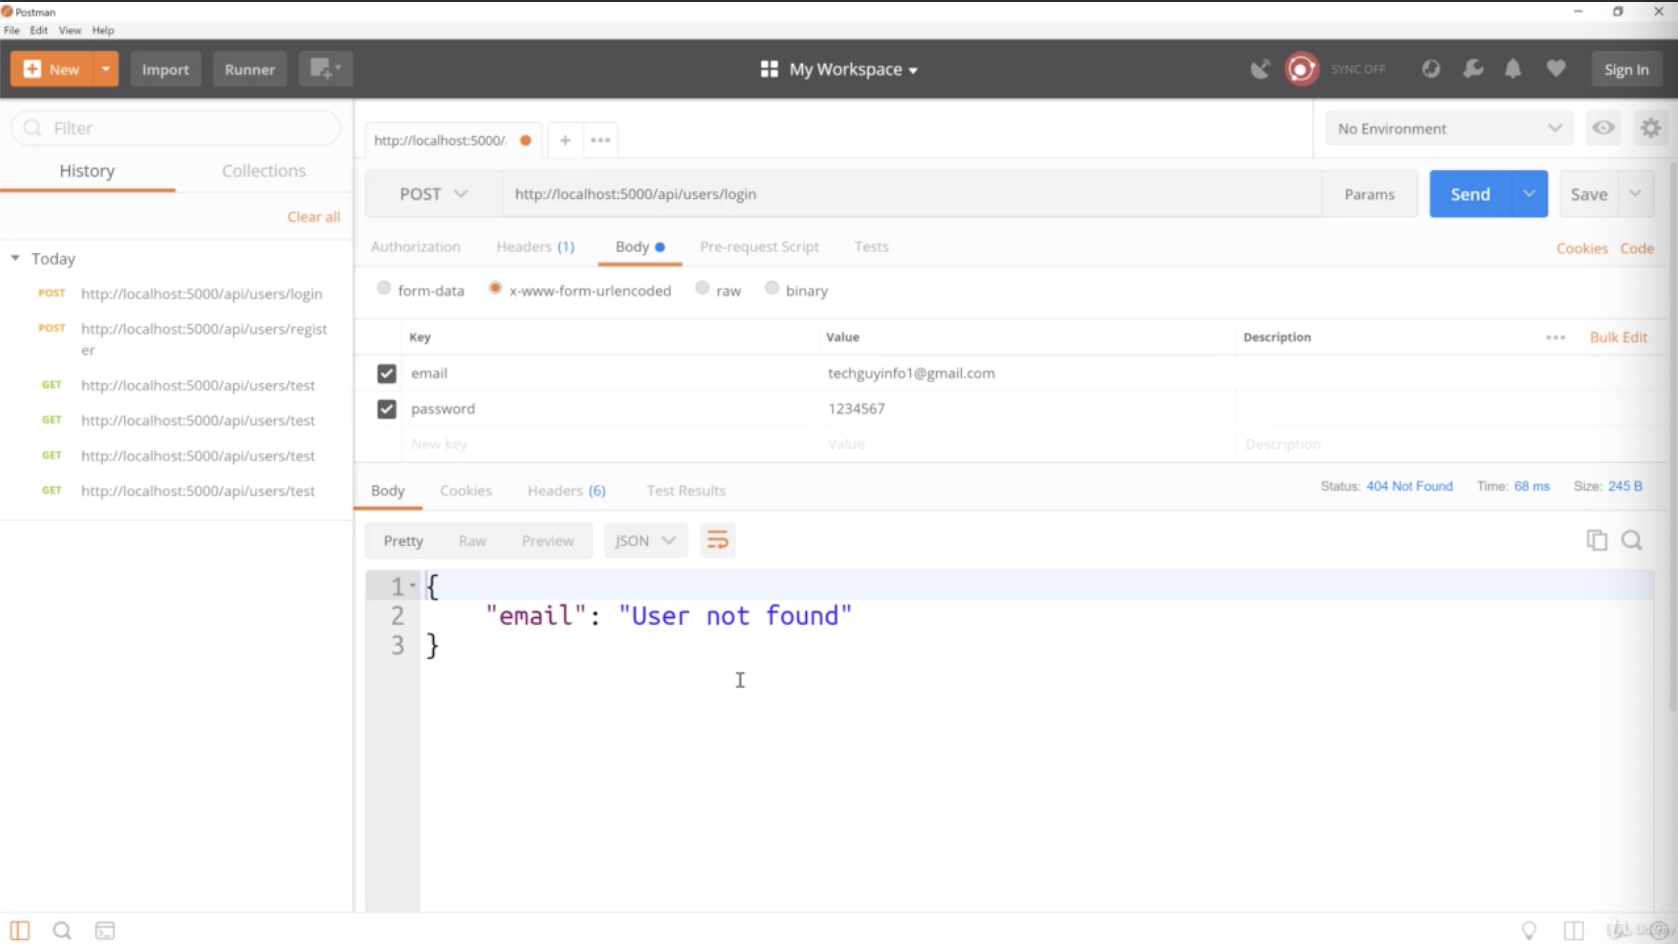 Postman
File Edit View Help
New Import Runner My Workspace SYNC OFF Sign In
Filter
History Collections
Clear all
Today
POST http://localhost:5000/api/users/login
POST http://localhost:5000/api/users/regist
er
GET http://localhost:5000/api/users/test
GET http://localhost:5000/api/users/test
GET http://localhost:5000/api/users/test
GET http://localhost:5000/api/users/test
http://localhost:5000/ + •••
No Environment
POST http://localhost:5000/api/users/login Params Send Save
Authorization Headers (1) Body Pre-request Script Tests Cookies Code
form-data x-www-form-urlencoded raw binary
Key Value Description ••• Bulk Edit
email techguyinfo1@gmail.com
password 1234567
New key Value Description
Body Cookies Headers (6) Test Results Status: 404 Not Found Time: 68 ms Size: 245 B
Pretty Raw Preview JSON
1 {
2 "email": "User not found"
3 }